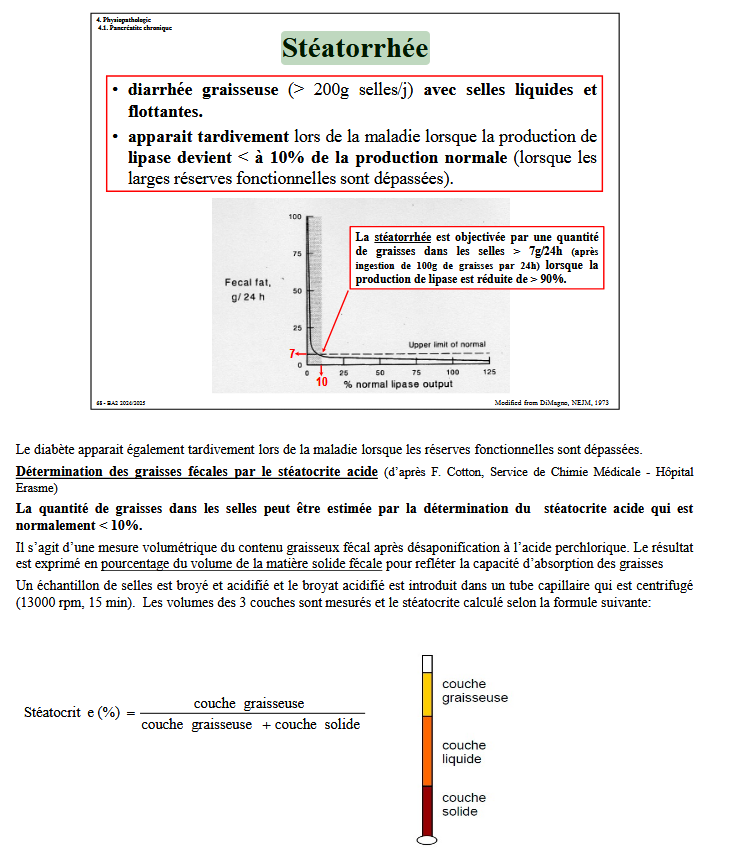 4. Physiopathologie
4.1. Pancréatite chronique
Stéatorrhée
• diarrhée graisseuse (> 200g selles/j) avec selles liquides et
flottantes.
• apparait tardivement lors de la maladie lorsque la production de
lipase devient < à 10% de la production normale (lorsque les
larges réserves fonctionnelles sont dépassées).
100
75
50
25
7
0
Fecal fat,
g/ 24 h
La stéatorrhée est objectivée par une quantité
de graisses dans les selles > 7g/24h (après
ingestion de 100g de graisses par 24h) lorsque la
production de lipase est réduite de > 90%.
Upper limit of normal
0 25 50 75 100 125
10
% normal lipase output
68 - BA2 2024/2025
Modified from DiMagno, NEJM, 1973
Le diabète apparait également tardivement lors de la maladie lorsque les réserves fonctionnelles sont dépassées.
Détermination des graisses fécales par le stéatocrite acide (d’après F. Cotton, Service de Chimie Médicale - Hôpital
Erasme)
La quantité de graisses dans les selles peut être estimée par la détermination du stéatocrite acide qui est
normalement < 10%.
Il s’agit d’une mesure volumétrique du contenu graisseux fécal après désaponification à l’acide perchlorique. Le résultat
est exprimé en pourcentage du volume de la matière solide fécale pour refléter la capacité d’absorption des graisses
Un échantillon de selles est broyé et acidifié et le broyat acidifié est introduit dans un tube capillaire qui est centrifugé
(13000 rpm, 15 min). Les volumes des 3 couches sont mesurés et le stéatocrite calculé selon la formule suivante:
Stéatocrit e (%) =
couche graisseuse
couche graisseuse + couche solide
couche
graisseuse
couche
liquide
couche
solide